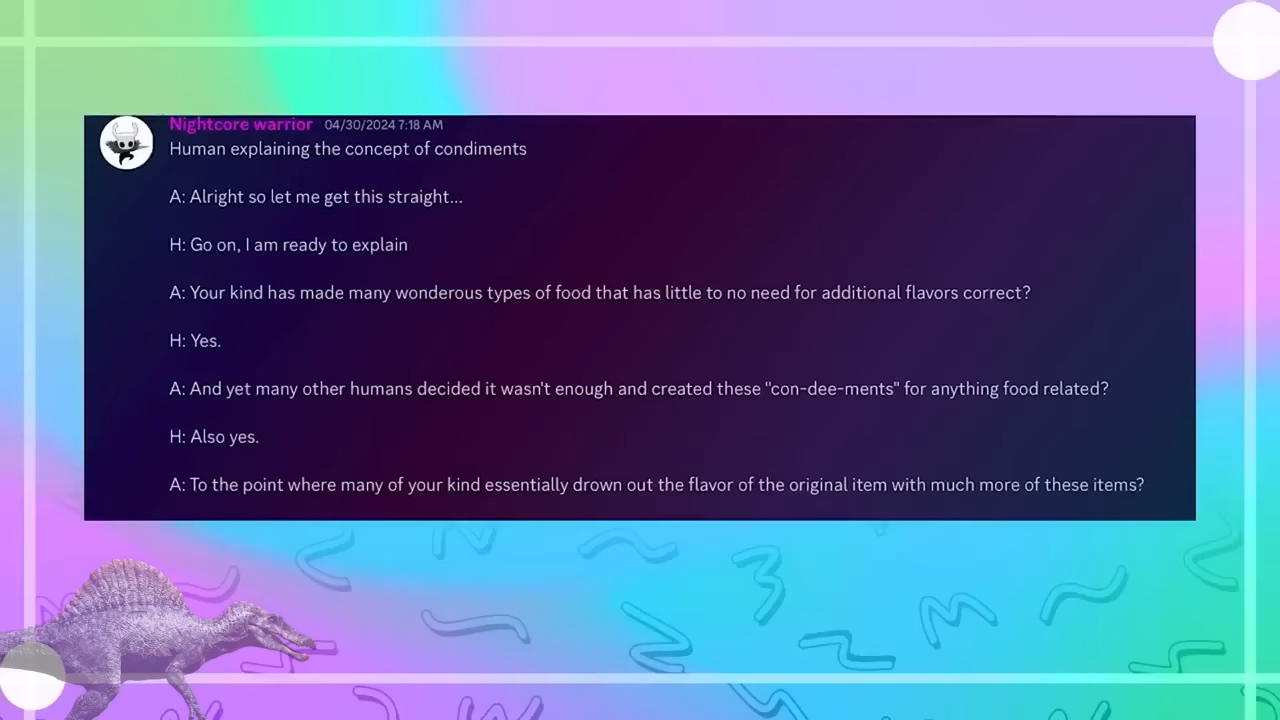 Nightcore warrior 04/30/2024 7:18 AM
Human explaining the concept of condiments
A: Alright so let me get this straight...
H: Go on, I am ready to explain
A: Your kind has made many wonderous types of food that has little to no need for additional flavors correct?
H: Yes.
A: And yet many other humans decided it wasn't enough and created these "con-dee-ments" for anything food related?
H: Also yes.
A: To the point where many of your kind essentially drown out the flavor of the original item with much more of these items?